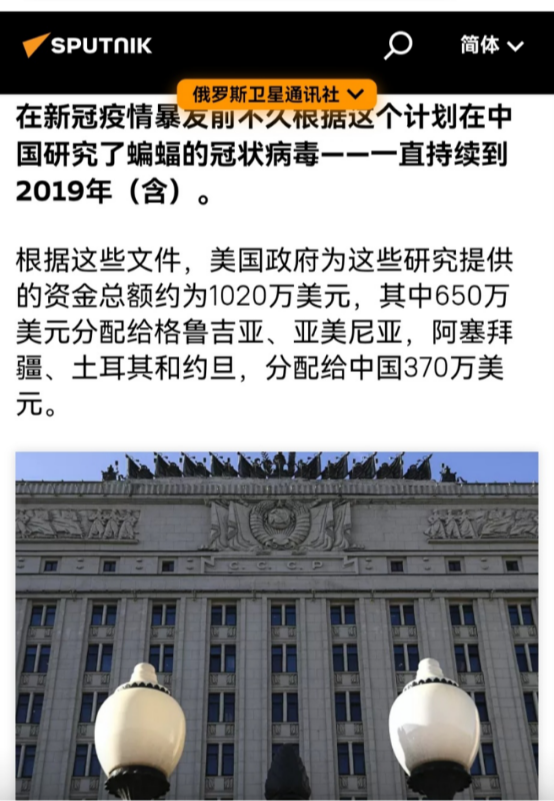 SPUTNIK
简体
俄罗斯卫星通讯社
在新冠疫情暴发前不久根据这个计划在中
国研究了蝙蝠的冠状病毒——一直持续到
2019年（含）。
根据这些文件，美国政府为这些研究提供
的资金总额约为1020万美元，其中650万
美元分配给格鲁吉亚、亚美尼亚，阿塞拜
疆、土耳其和约旦，分配给中国370万美
元。
С.С.С.Р